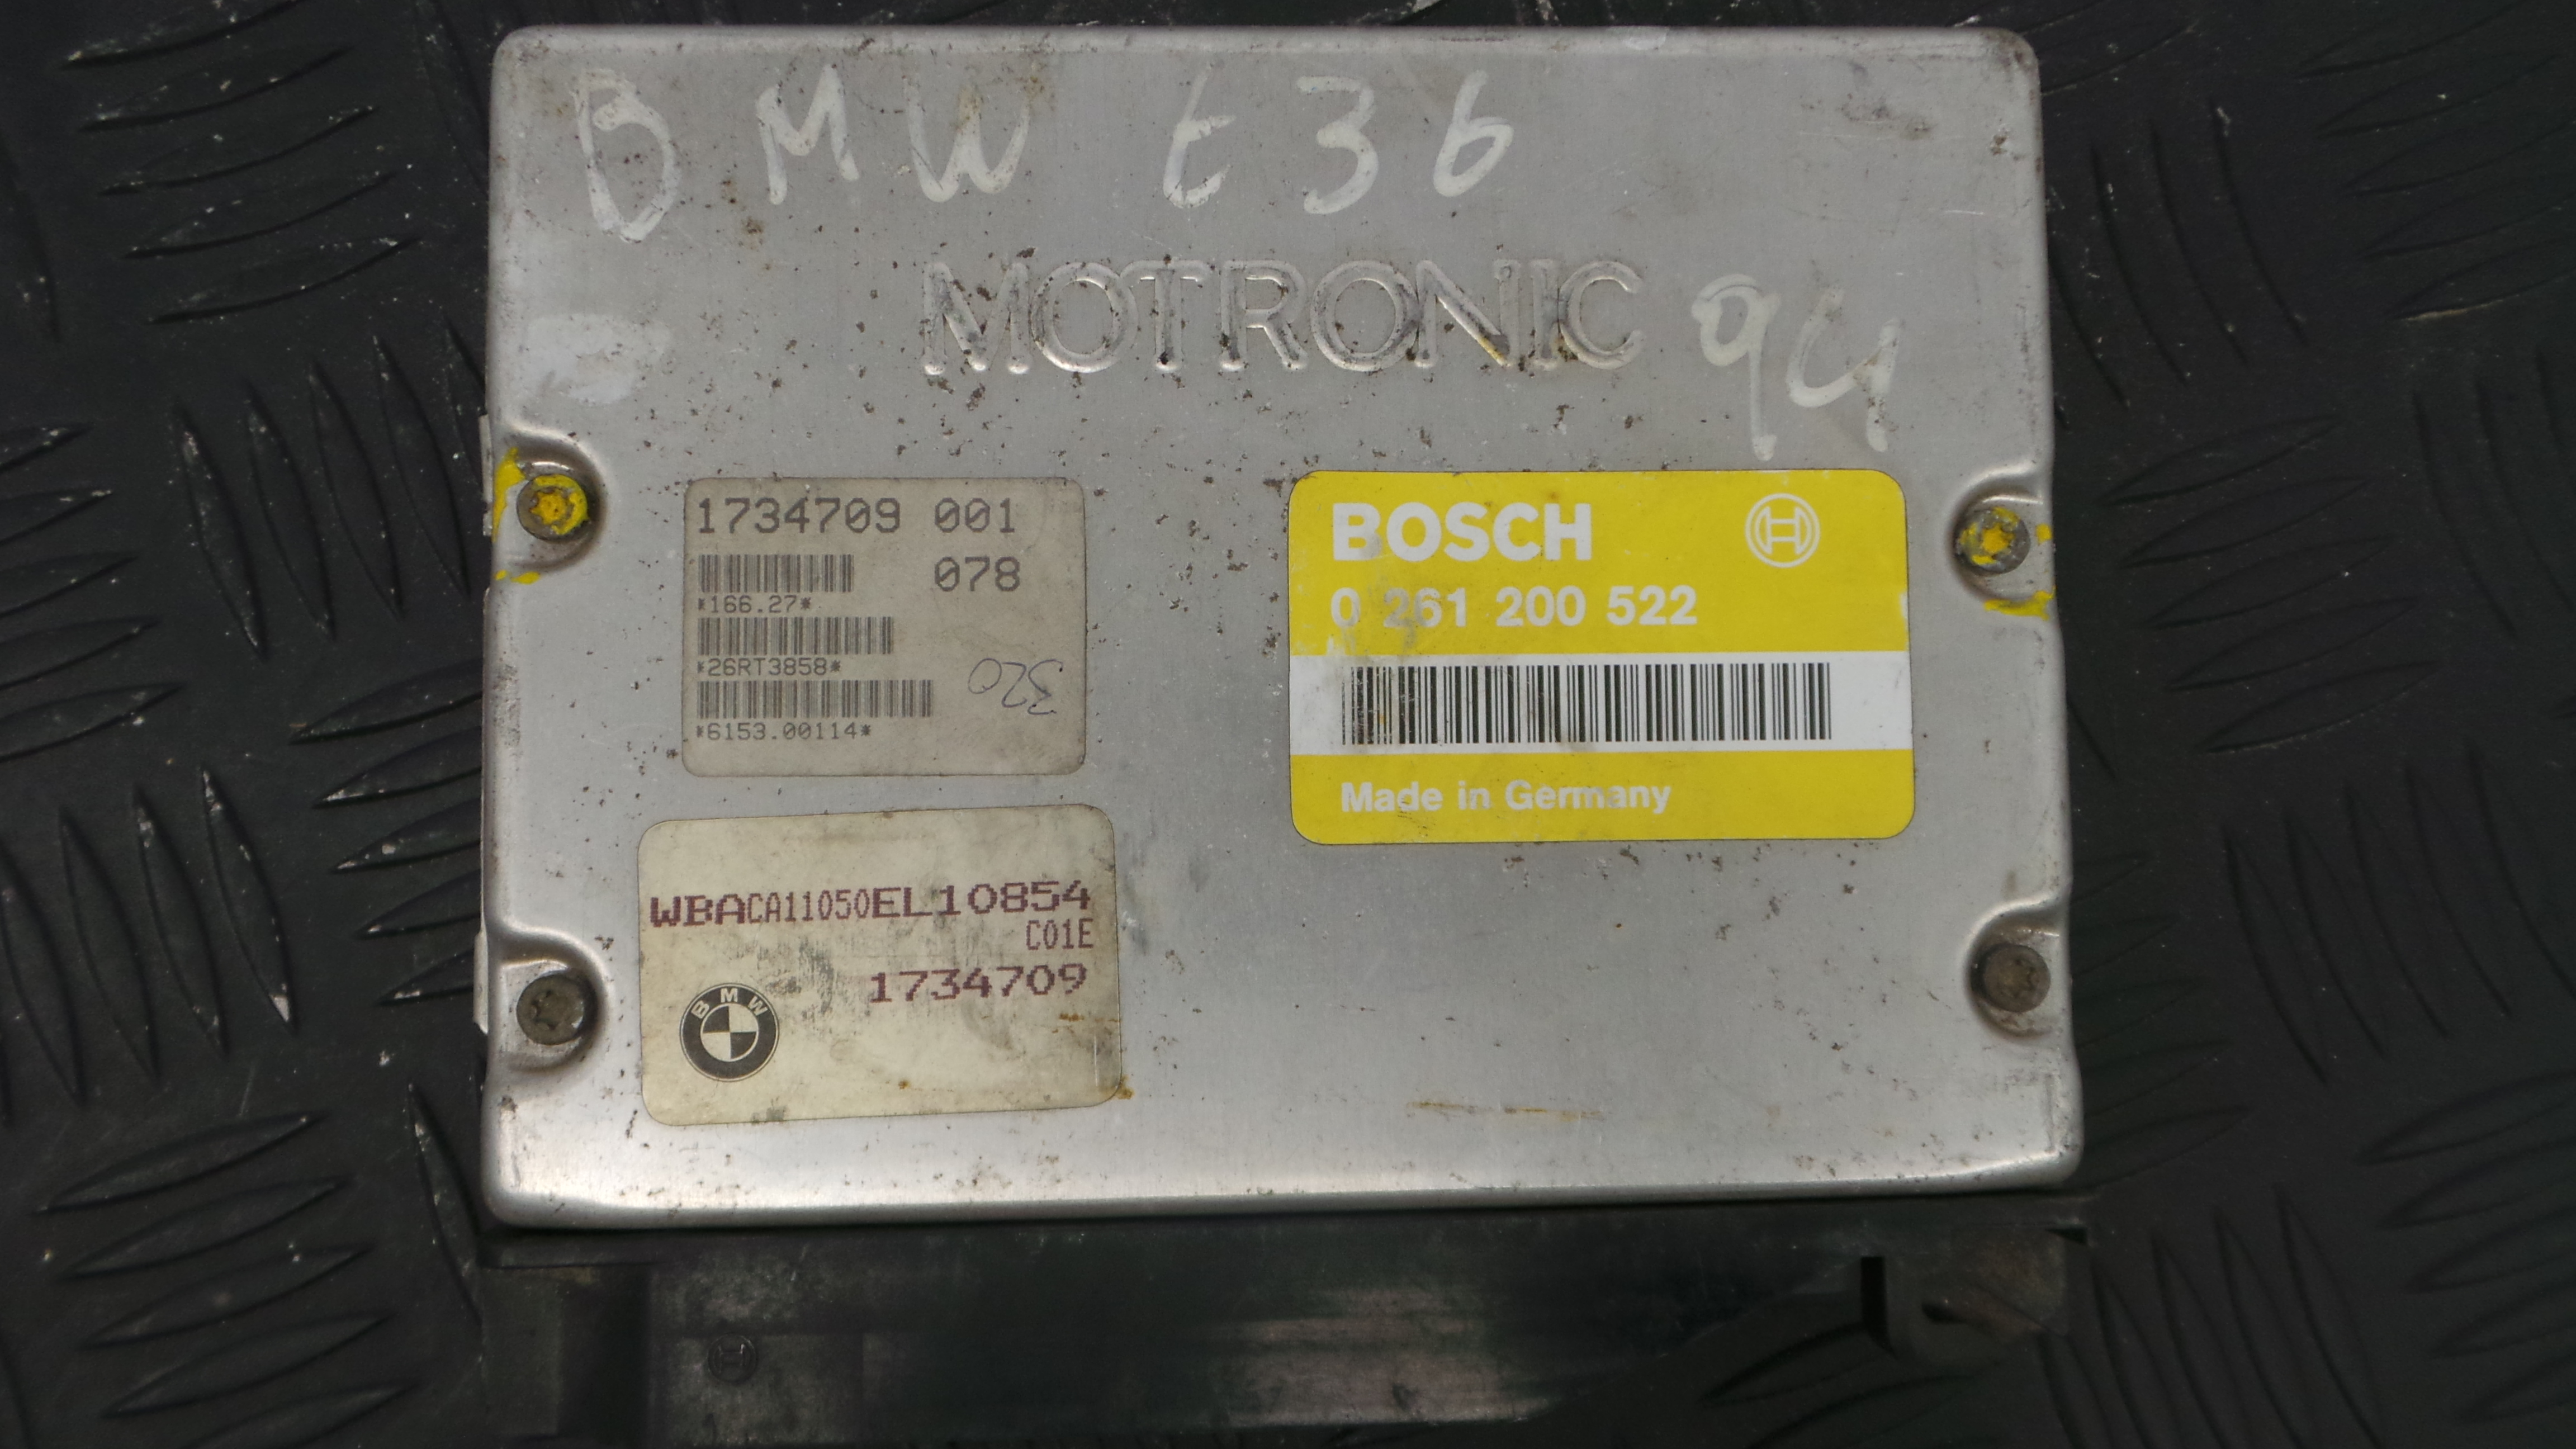 BMW E36
MOTRONIC 94
1734709 001
078
*166.27*
*26RT3858*
320
*6153.00114*
BOSCH
0 261 200 522
Made in Germany
WBACA11050EL10854
C01E
1734709
BMW